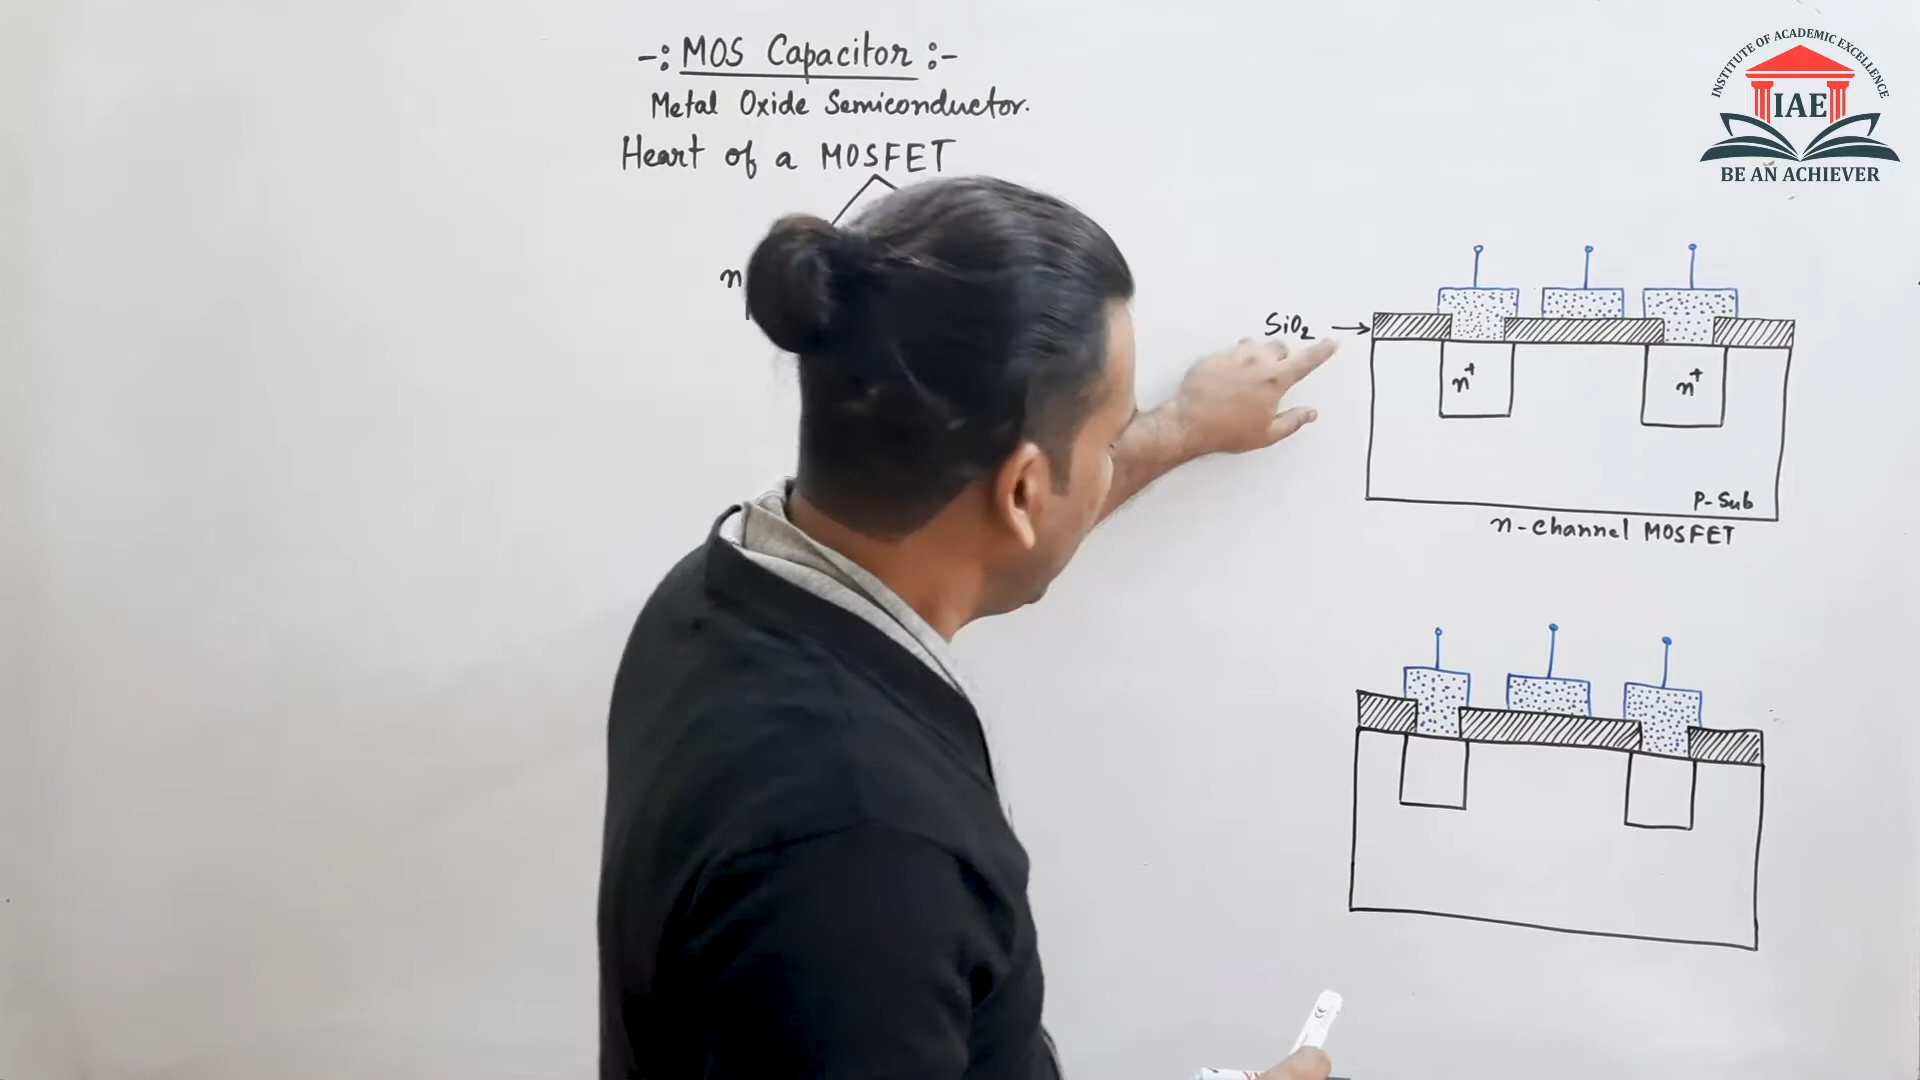 -: MOS Capacitor :-
Metal Oxide Semiconductor.
Heart of a MOSFET
n
INSTITUTE OF ACADEMIC EXCELLENCE
IAE
BE AN ACHIEVER
SiO2
n+
n+
P-Sub
n-Channel MOSFET